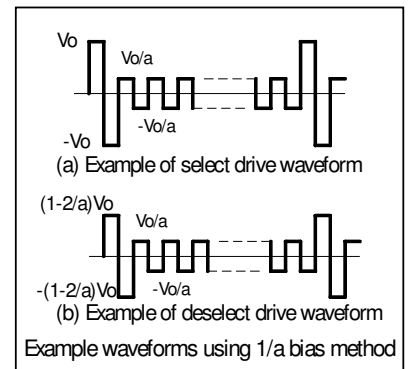 Vo
Vo/a
-Vo/a
-Vo
(a) Example of select drive waveform
(1-2/a)Vo
Vo/a
-(1-2/a)Vo
-Vo/a
(b) Example of deselect drive waveform
Example waveforms using 1/a bias method